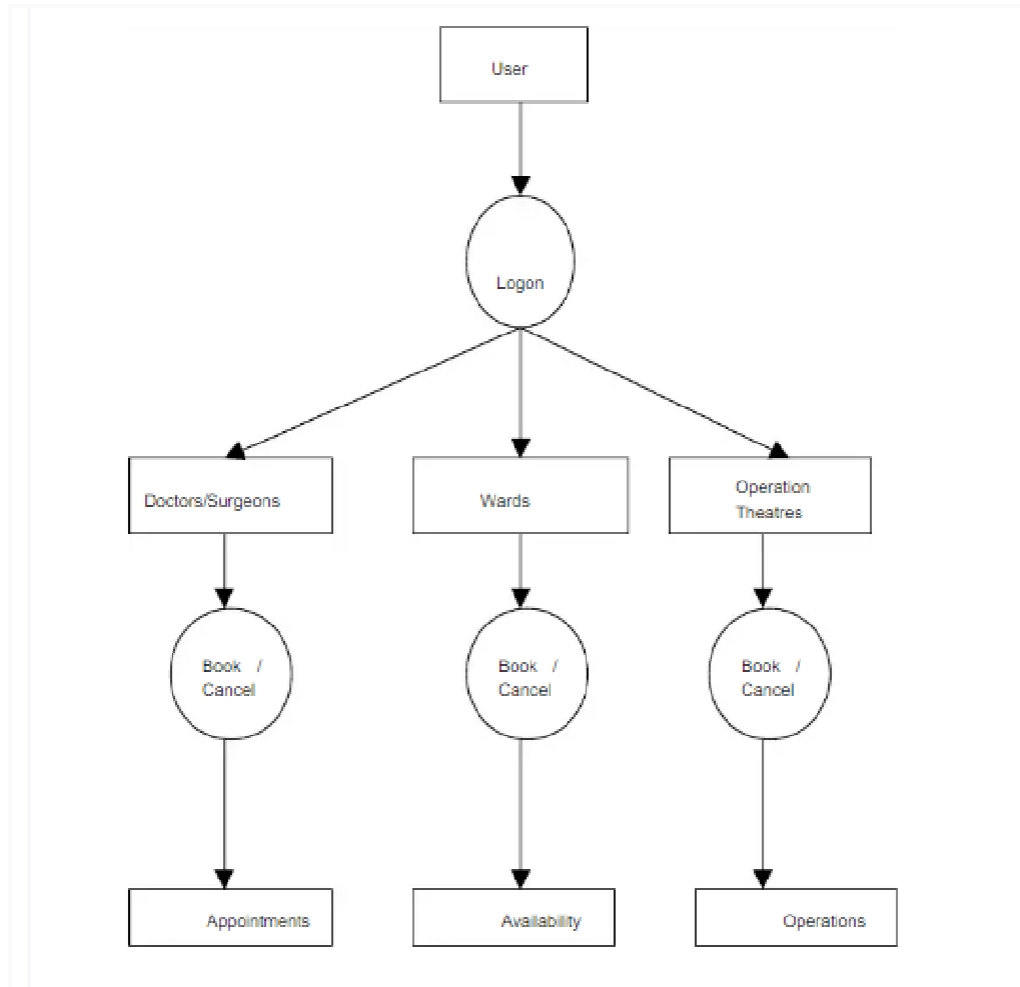 User
Logon
Doctors/Surgeons
Wards
Operation
Theatres
Book /
Cancel
Book /
Cancel
Book /
Cancel
Appointments
Availability
Operations